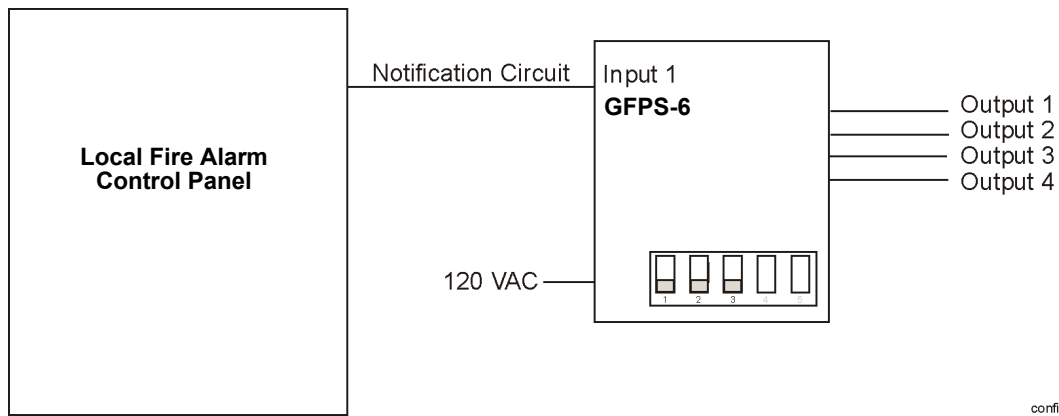 Notification Circuit
Input 1
GFPS-6
Output 1
Output 2
Output 3
Output 4
Local Fire Alarm
Control Panel
120 VAC
1 2 3 4 5
confi